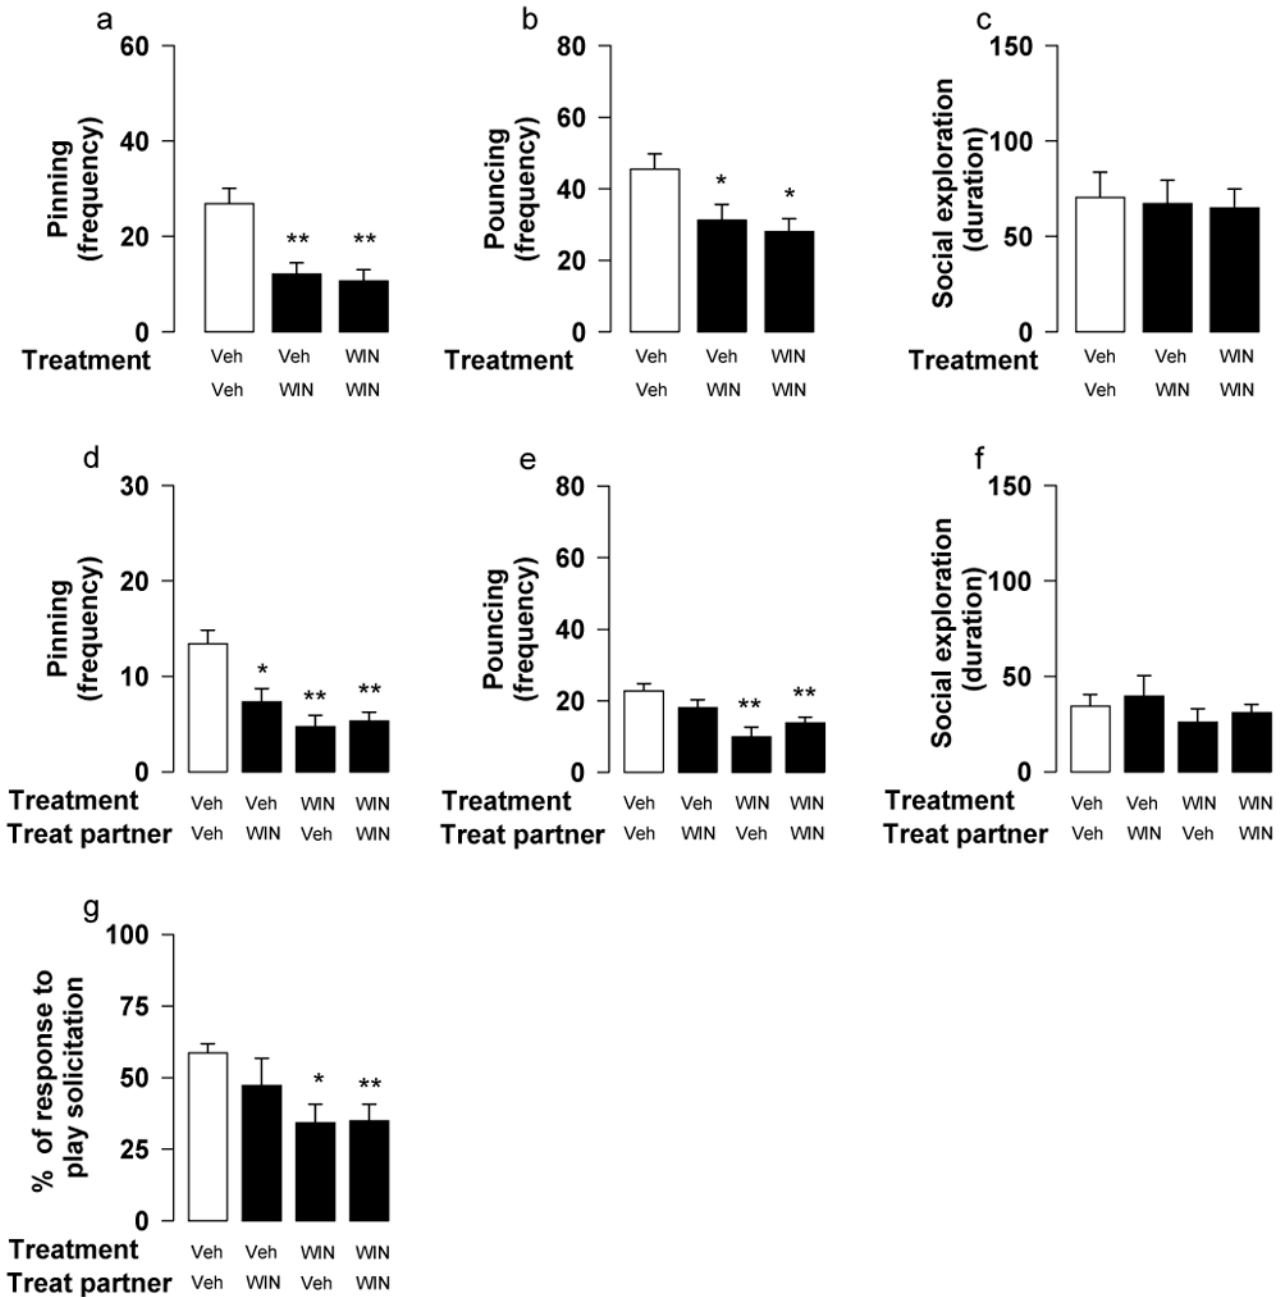 a
Pinning
(frequency)
60
40
20
0
** **
Treatment Veh Veh WIN
Veh WIN WIN
b
Pouncing
(frequency)
80
60
40
20
0
* *
Treatment Veh Veh WIN
Veh WIN WIN
c
Social exploration
(duration)
150
100
50
0
Treatment Veh Veh WIN
Veh WIN WIN
d
Pinning
(frequency)
30
20
10
0
* ** **
Treatment Veh Veh WIN WIN
Treat partner Veh WIN Veh WIN
e
Pouncing
(frequency)
80
60
40
20
0
** **
Treatment Veh Veh WIN WIN
Treat partner Veh WIN Veh WIN
f
Social exploration
(duration)
150
100
50
0
Treatment Veh Veh WIN WIN
Treat partner Veh WIN Veh WIN
g
% of response to
play solicitation
100
75
50
25
0
* **
Treatment Veh Veh WIN WIN
Treat partner Veh WIN Veh WIN